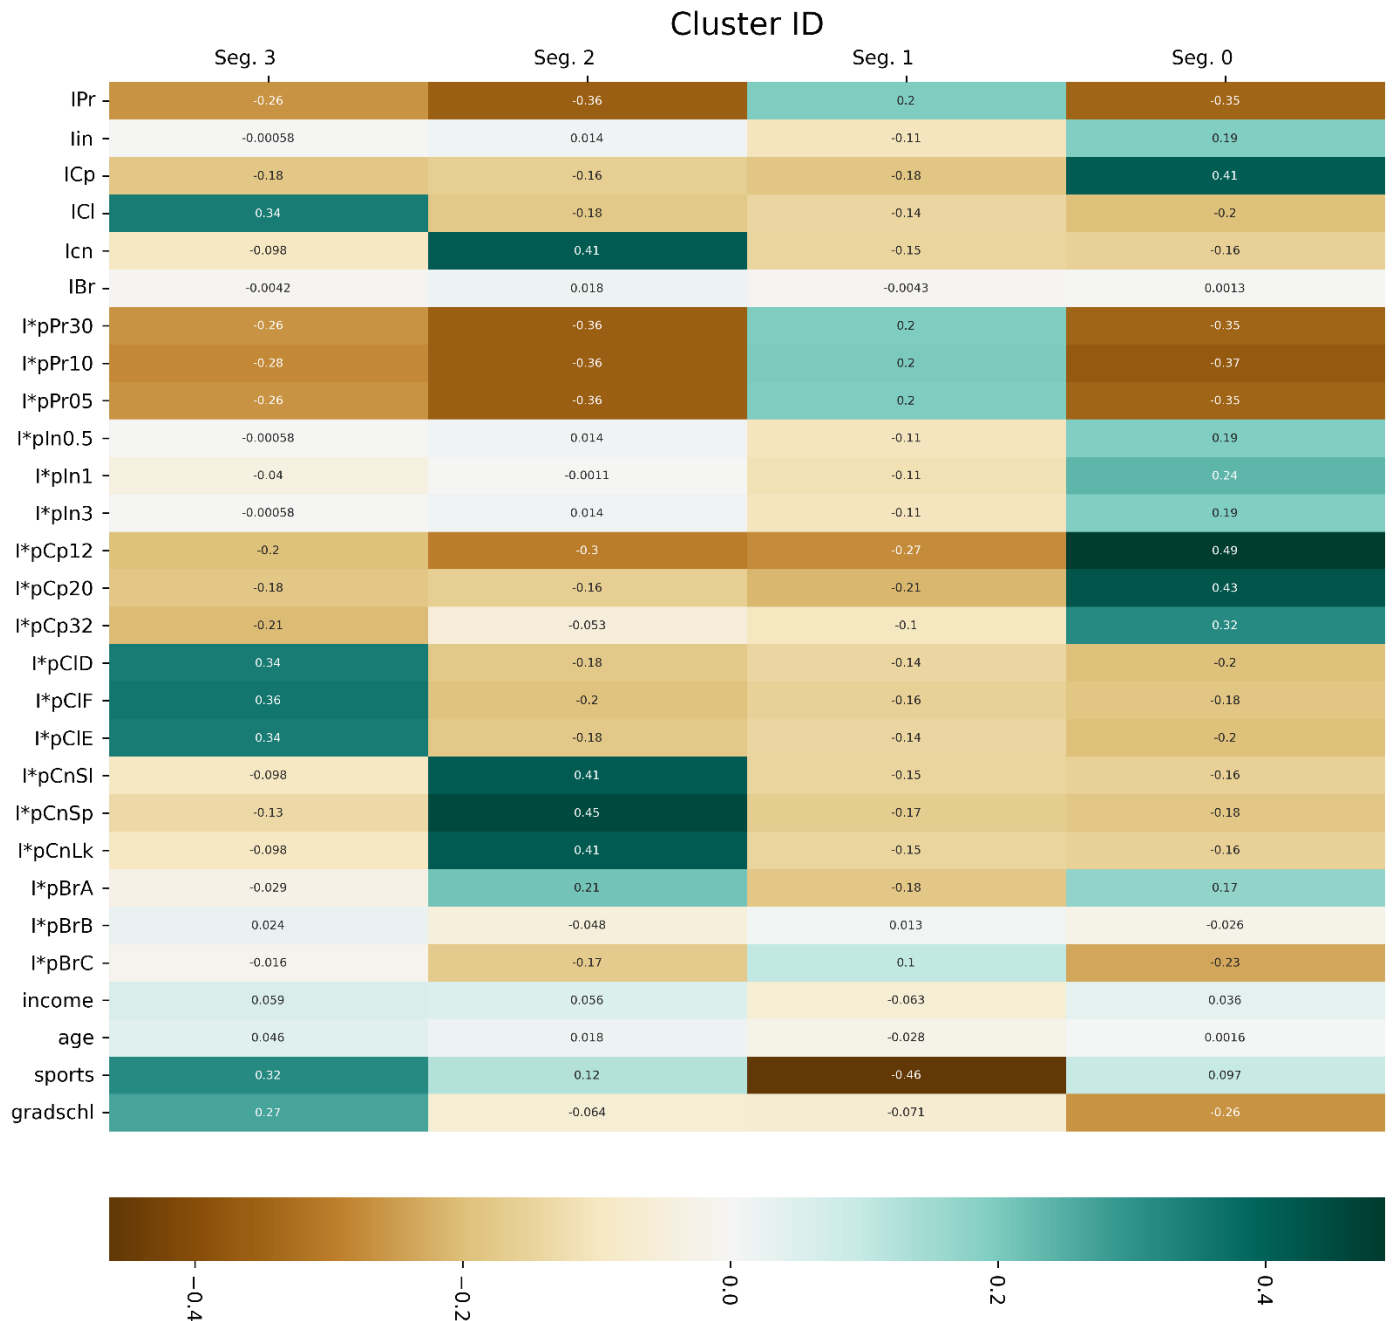 Cluster ID
Seg. 3 Seg. 2 Seg. 1 Seg. 0
IPr -0.26 -0.36 0.2 -0.35
Iin -0.00058 0.014 -0.11 0.19
ICp -0.18 -0.16 -0.18 0.41
ICl 0.34 -0.18 -0.14 -0.2
Icn -0.098 0.41 -0.15 -0.16
IBr -0.0042 0.018 -0.0043 0.0013
I*pPr30 -0.26 -0.36 0.2 -0.35
I*pPr10 -0.28 -0.36 0.2 -0.37
I*pPr05 -0.26 -0.36 0.2 -0.35
I*pIn0.5 -0.00058 0.014 -0.11 0.19
I*pIn1 -0.04 -0.0011 -0.11 0.24
I*pIn3 -0.00058 0.014 -0.11 0.19
I*pCp12 -0.2 -0.3 -0.27 0.49
I*pCp20 -0.18 -0.16 -0.21 0.43
I*pCp32 -0.21 -0.053 -0.1 0.32
I*pClD 0.34 -0.18 -0.14 -0.2
I*pClF 0.36 -0.2 -0.16 -0.18
I*pClE 0.34 -0.18 -0.14 -0.2
I*pCnSl -0.098 0.41 -0.15 -0.16
I*pCnSp -0.13 0.45 -0.17 -0.18
I*pCnLk -0.098 0.41 -0.15 -0.16
I*pBrA -0.029 0.21 -0.18 0.17
I*pBrB 0.024 -0.048 0.013 -0.026
I*pBrC -0.016 -0.17 0.1 -0.23
income 0.059 0.056 -0.063 0.036
age 0.046 0.018 -0.028 0.0016
sports 0.32 0.12 -0.46 0.097
gradschl 0.27 -0.064 -0.071 -0.26
−0.4 −0.2 0.0 0.2 0.4